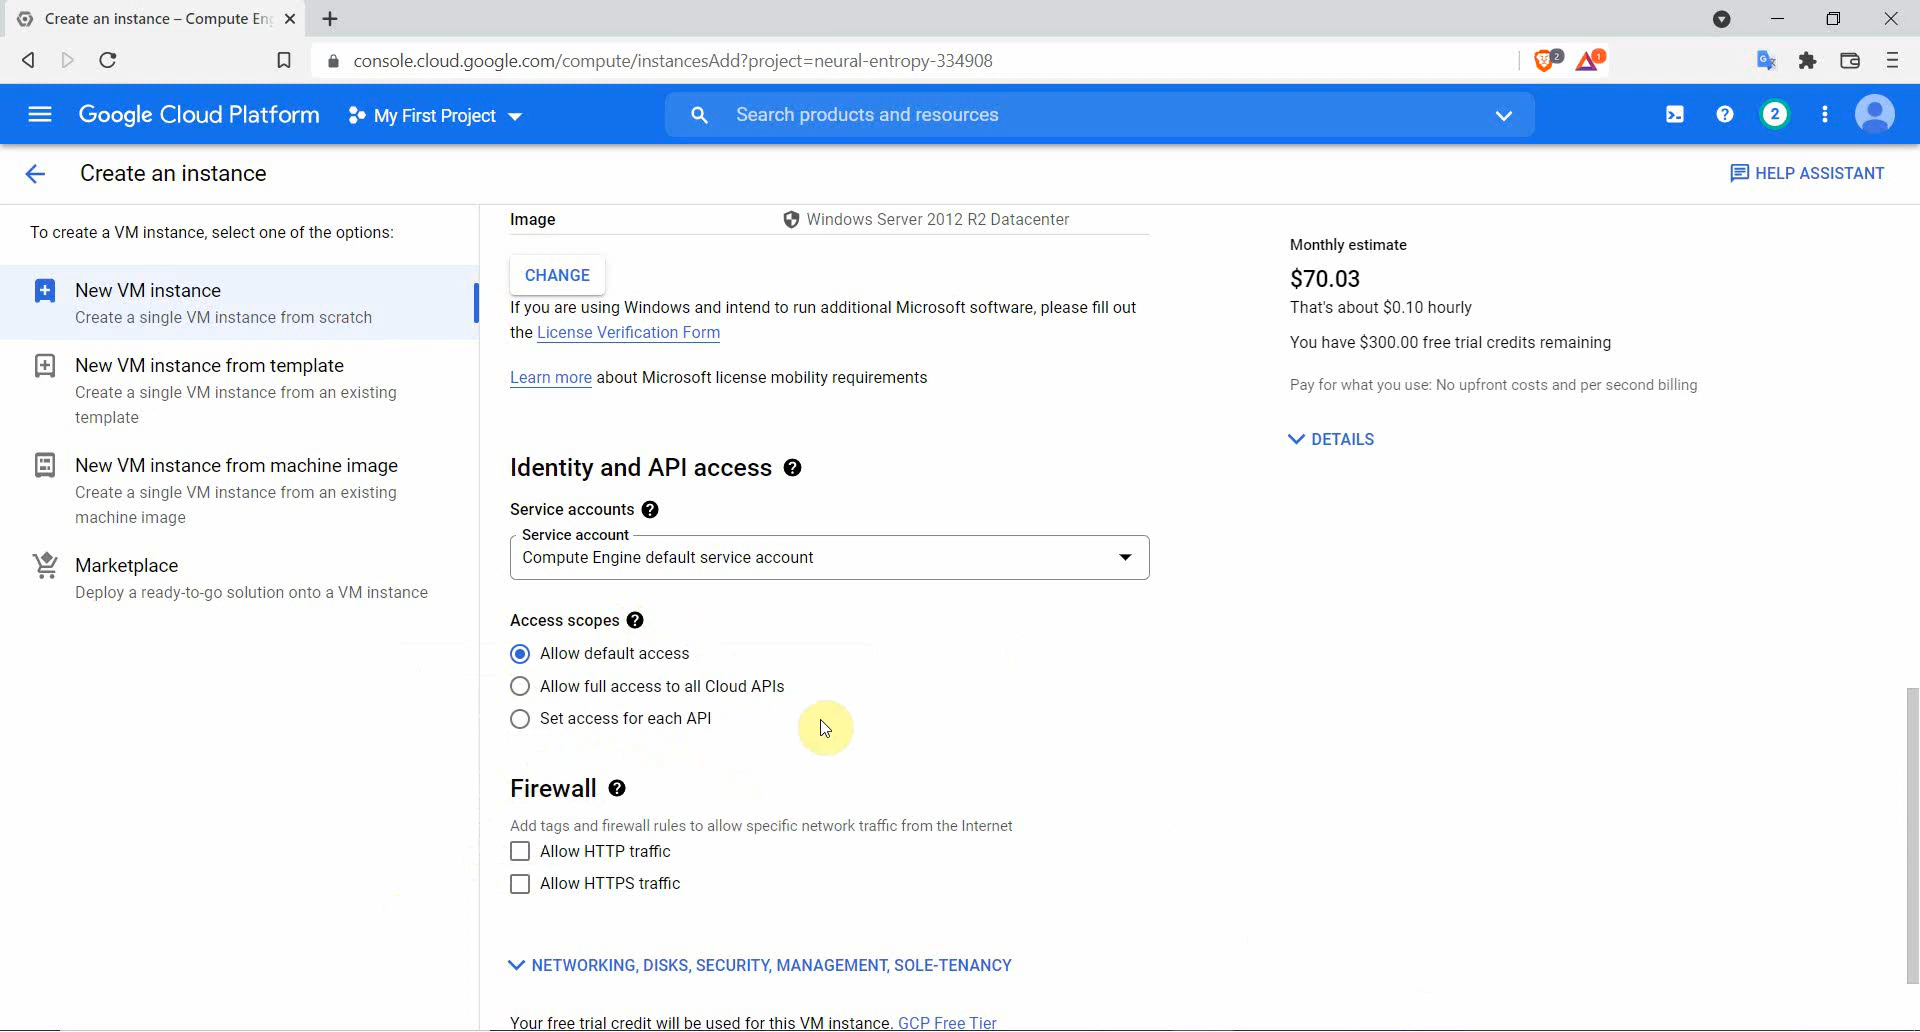 Create an instance – Compute En
console.cloud.google.com/compute/instancesAdd?project=neural-entropy-334908
2
1
Google Cloud Platform
My First Project
Search products and resources
2
Create an instance
HELP ASSISTANT
To create a VM instance, select one of the options:
New VM instance
Create a single VM instance from scratch
New VM instance from template
Create a single VM instance from an existing
template
New VM instance from machine image
Create a single VM instance from an existing
machine image
Marketplace
Deploy a ready-to-go solution onto a VM instance
Image
Windows Server 2012 R2 Datacenter
CHANGE
If you are using Windows and intend to run additional Microsoft software, please fill out
the License Verification Form
Learn more about Microsoft license mobility requirements
Identity and API access
Service accounts
Service account
Compute Engine default service account
Access scopes
Allow default access
Allow full access to all Cloud APIs
Set access for each API
Firewall
Add tags and firewall rules to allow specific network traffic from the Internet
Allow HTTP traffic
Allow HTTPS traffic
NETWORKING, DISKS, SECURITY, MANAGEMENT, SOLE-TENANCY
Your free trial credit will be used for this VM instance. GCP Free Tier
Monthly estimate
$70.03
That's about $0.10 hourly
You have $300.00 free trial credits remaining
Pay for what you use: No upfront costs and per second billing
DETAILS